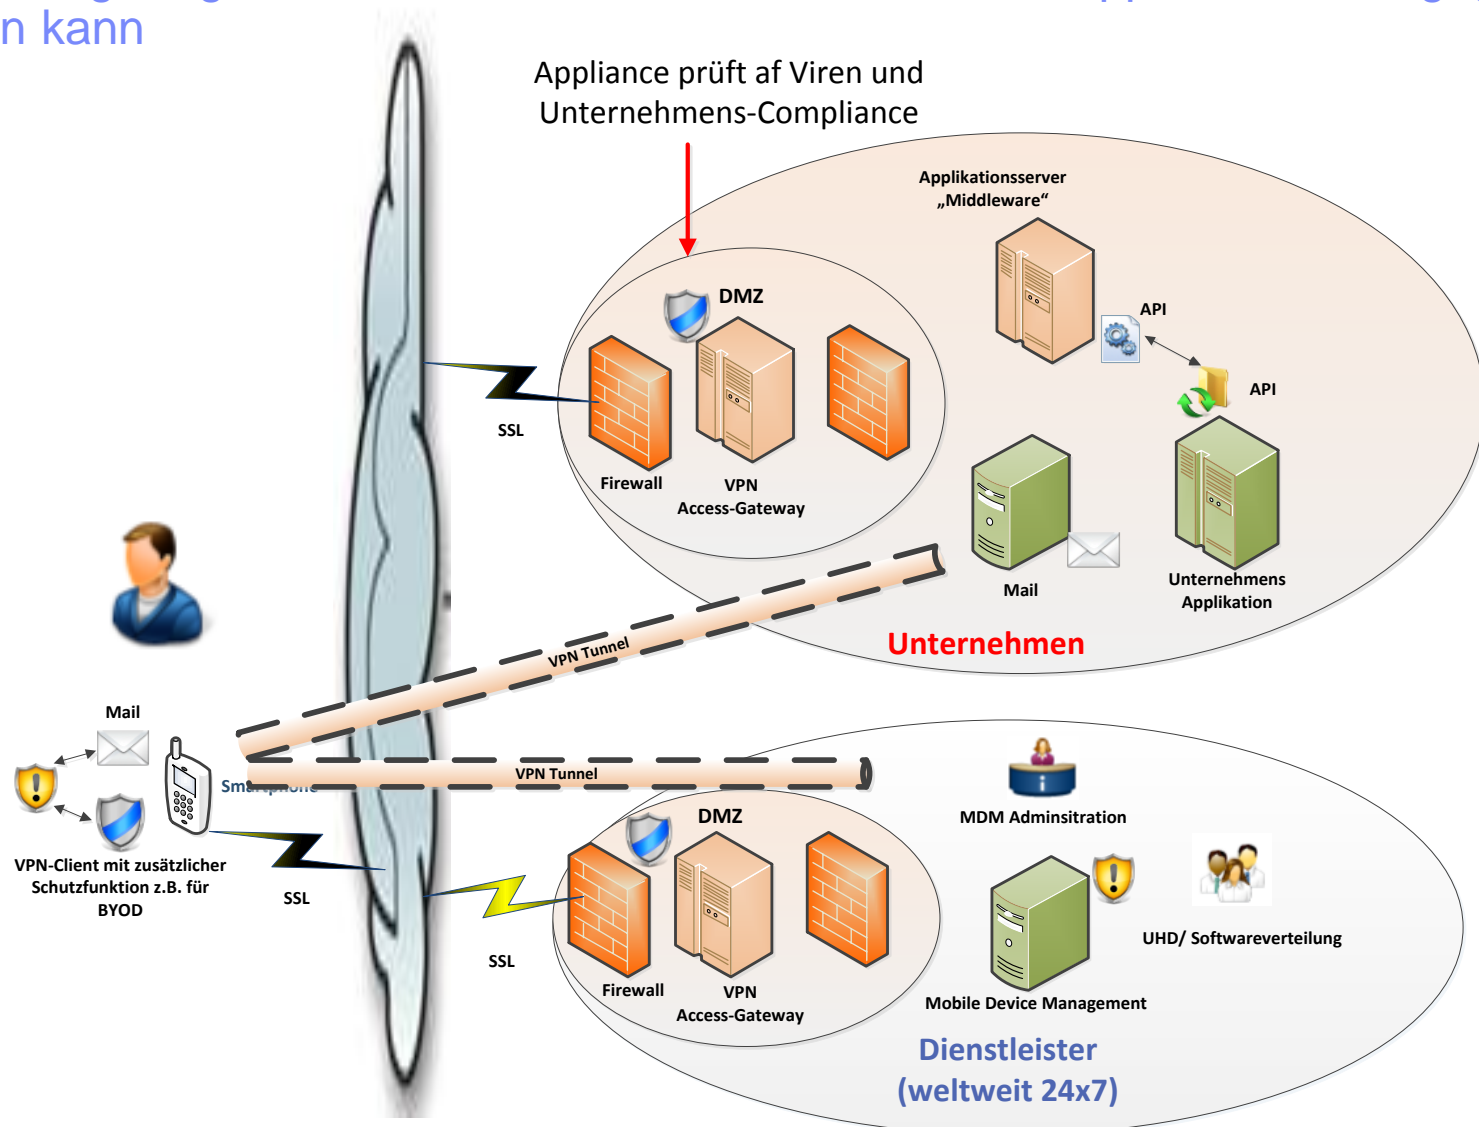 n kann
Appliance prüft af Viren und
Unternehmens-Compliance
Applikationsserver
„Middleware“
DMZ
API
API
SSL
Firewall
VPN
Access-Gateway
Mail
Unternehmens
Applikation
Unternehmen
VPN Tunnel
Mail
Smartphone
VPN Tunnel
VPN-Client mit zusätzlicher
Schutzfunktion z.B. für
BYOD
SSL
DMZ
MDM Adminsitration
SSL
UHD/ Softwareverteilung
Firewall
VPN
Access-Gateway
Mobile Device Management
Dienstleister
(weltweit 24x7)